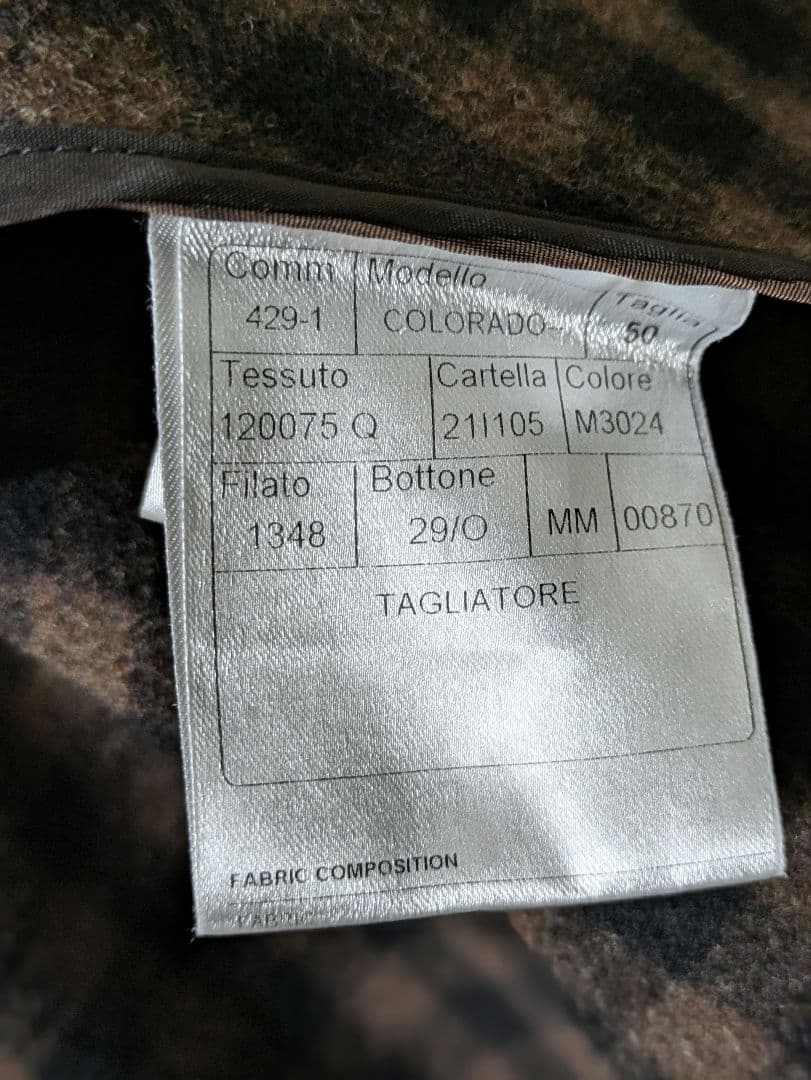 Comm Modello Taglia
429-1 COLORADO- 50
Tessuto Cartella Colore
120075 Q 21I105 M3024
Filato Bottone
1348 29/O MM 00870
TAGLIATORE
FABRIC COMPOSITION